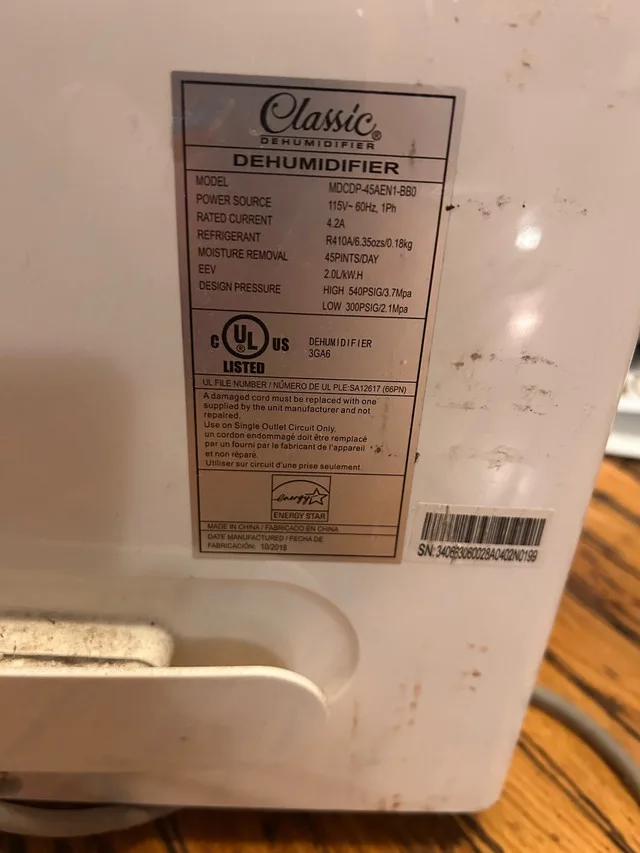 Classic®
DEHUMIDIFIER
DEHUMIDIFIER
MODEL MDCDP-45AEN1-BB0
POWER SOURCE 115V~ 60Hz, 1Ph
RATED CURRENT 4.2A
REFRIGERANT R410A/6.35ozs/0.18kg
MOISTURE REMOVAL 45PINTS/DAY
EEV 2.0L/kW.H
DESIGN PRESSURE HIGH 540PSIG/3.7Mpa
LOW 300PSIG/2.1Mpa
C UL US
LISTED
DEHUMIDIFIER
3GA6
UL FILE NUMBER / NÚMERO DE UL PLE:SA12617 (66PN)
A damaged cord must be replaced with one
supplied by the unit manufacturer and not
repaired.
Use on Single Outlet Circuit Only.
un cordon endommagé doit être remplacé
par un fourni par le fabricant de l'appareil
et non réparé.
Utiliser sur circuit d'une prise seulement.
energy
ENERGY STAR
MADE IN CHINA / FABRICADO EN CHINA
DATE MANUFACTURED / FECHA DE
FABRICACIÓN: 10/2018
SN: